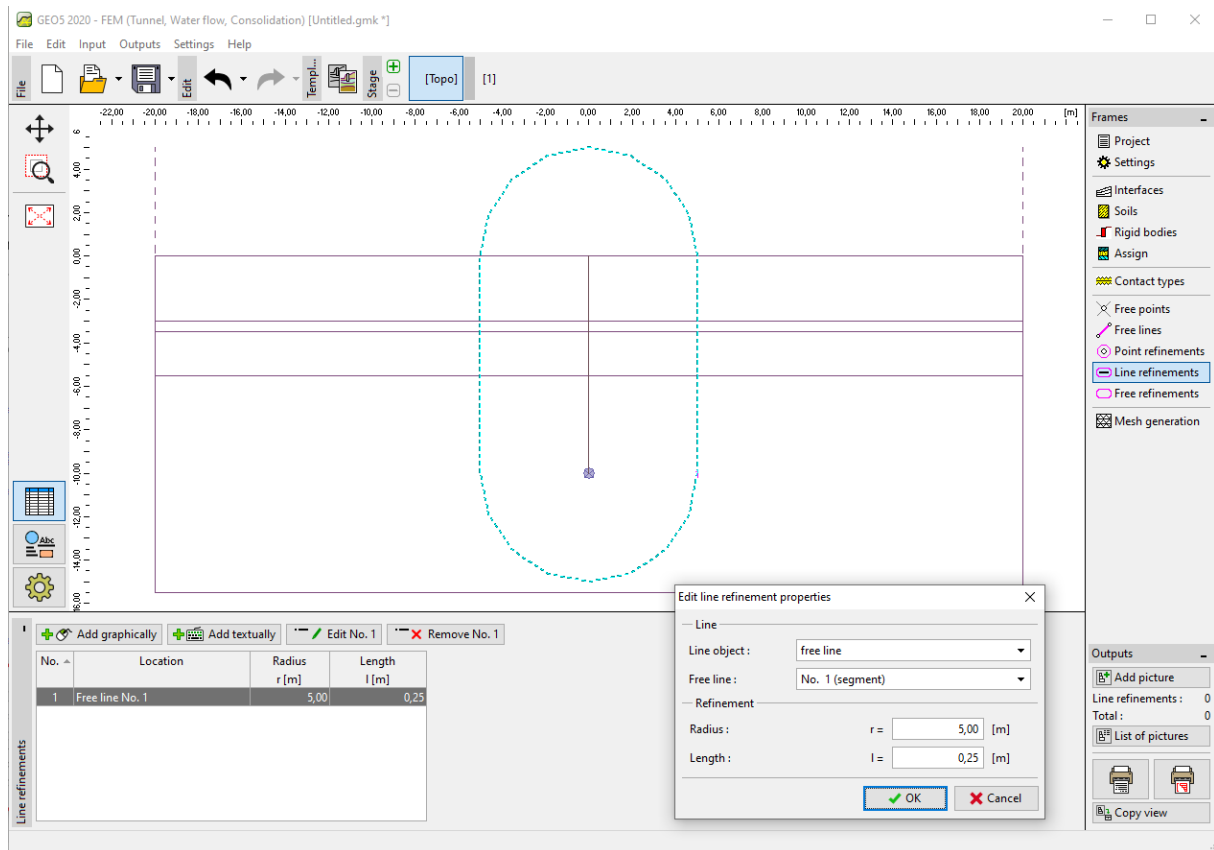 GEO5 2020 - FEM (Tunnel, Water flow, Consolidation) [Untitled.gmk *]
File Edit Input Outputs Settings Help
File
Edit
Templ...
Stage
[Topo]
[1]
-22,00 -20,00 -18,00 -16,00 -14,00 -12,00 -10,00 -8,00 -6,00 -4,00 -2,00 0,00 2,00 4,00 6,00 8,00 10,00 12,00 14,00 16,00 18,00 20,00 [m]
6
4,00
2,00
0,00
-2,00
-4,00
-6,00
-8,00
-10,00
-12,00
-14,00
16,00
Abc
Frames
Project
Settings
Interfaces
Soils
Rigid bodies
Assign
Contact types
Free points
Free lines
Point refinements
Line refinements
Free refinements
Mesh generation
Line refinements
Add graphically
Add textually
Edit No. 1
Remove No. 1
No. Location Radius Length
r [m] l [m]
1 Free line No. 1 5,00 0,25
Edit line refinement properties
Line
Line object : free line
Free line : No. 1 (segment)
Refinement
Radius : r = 5,00 [m]
Length : l = 0,25 [m]
OK
Cancel
Outputs
Add picture
Line refinements : 0
Total : 0
List of pictures
Copy view